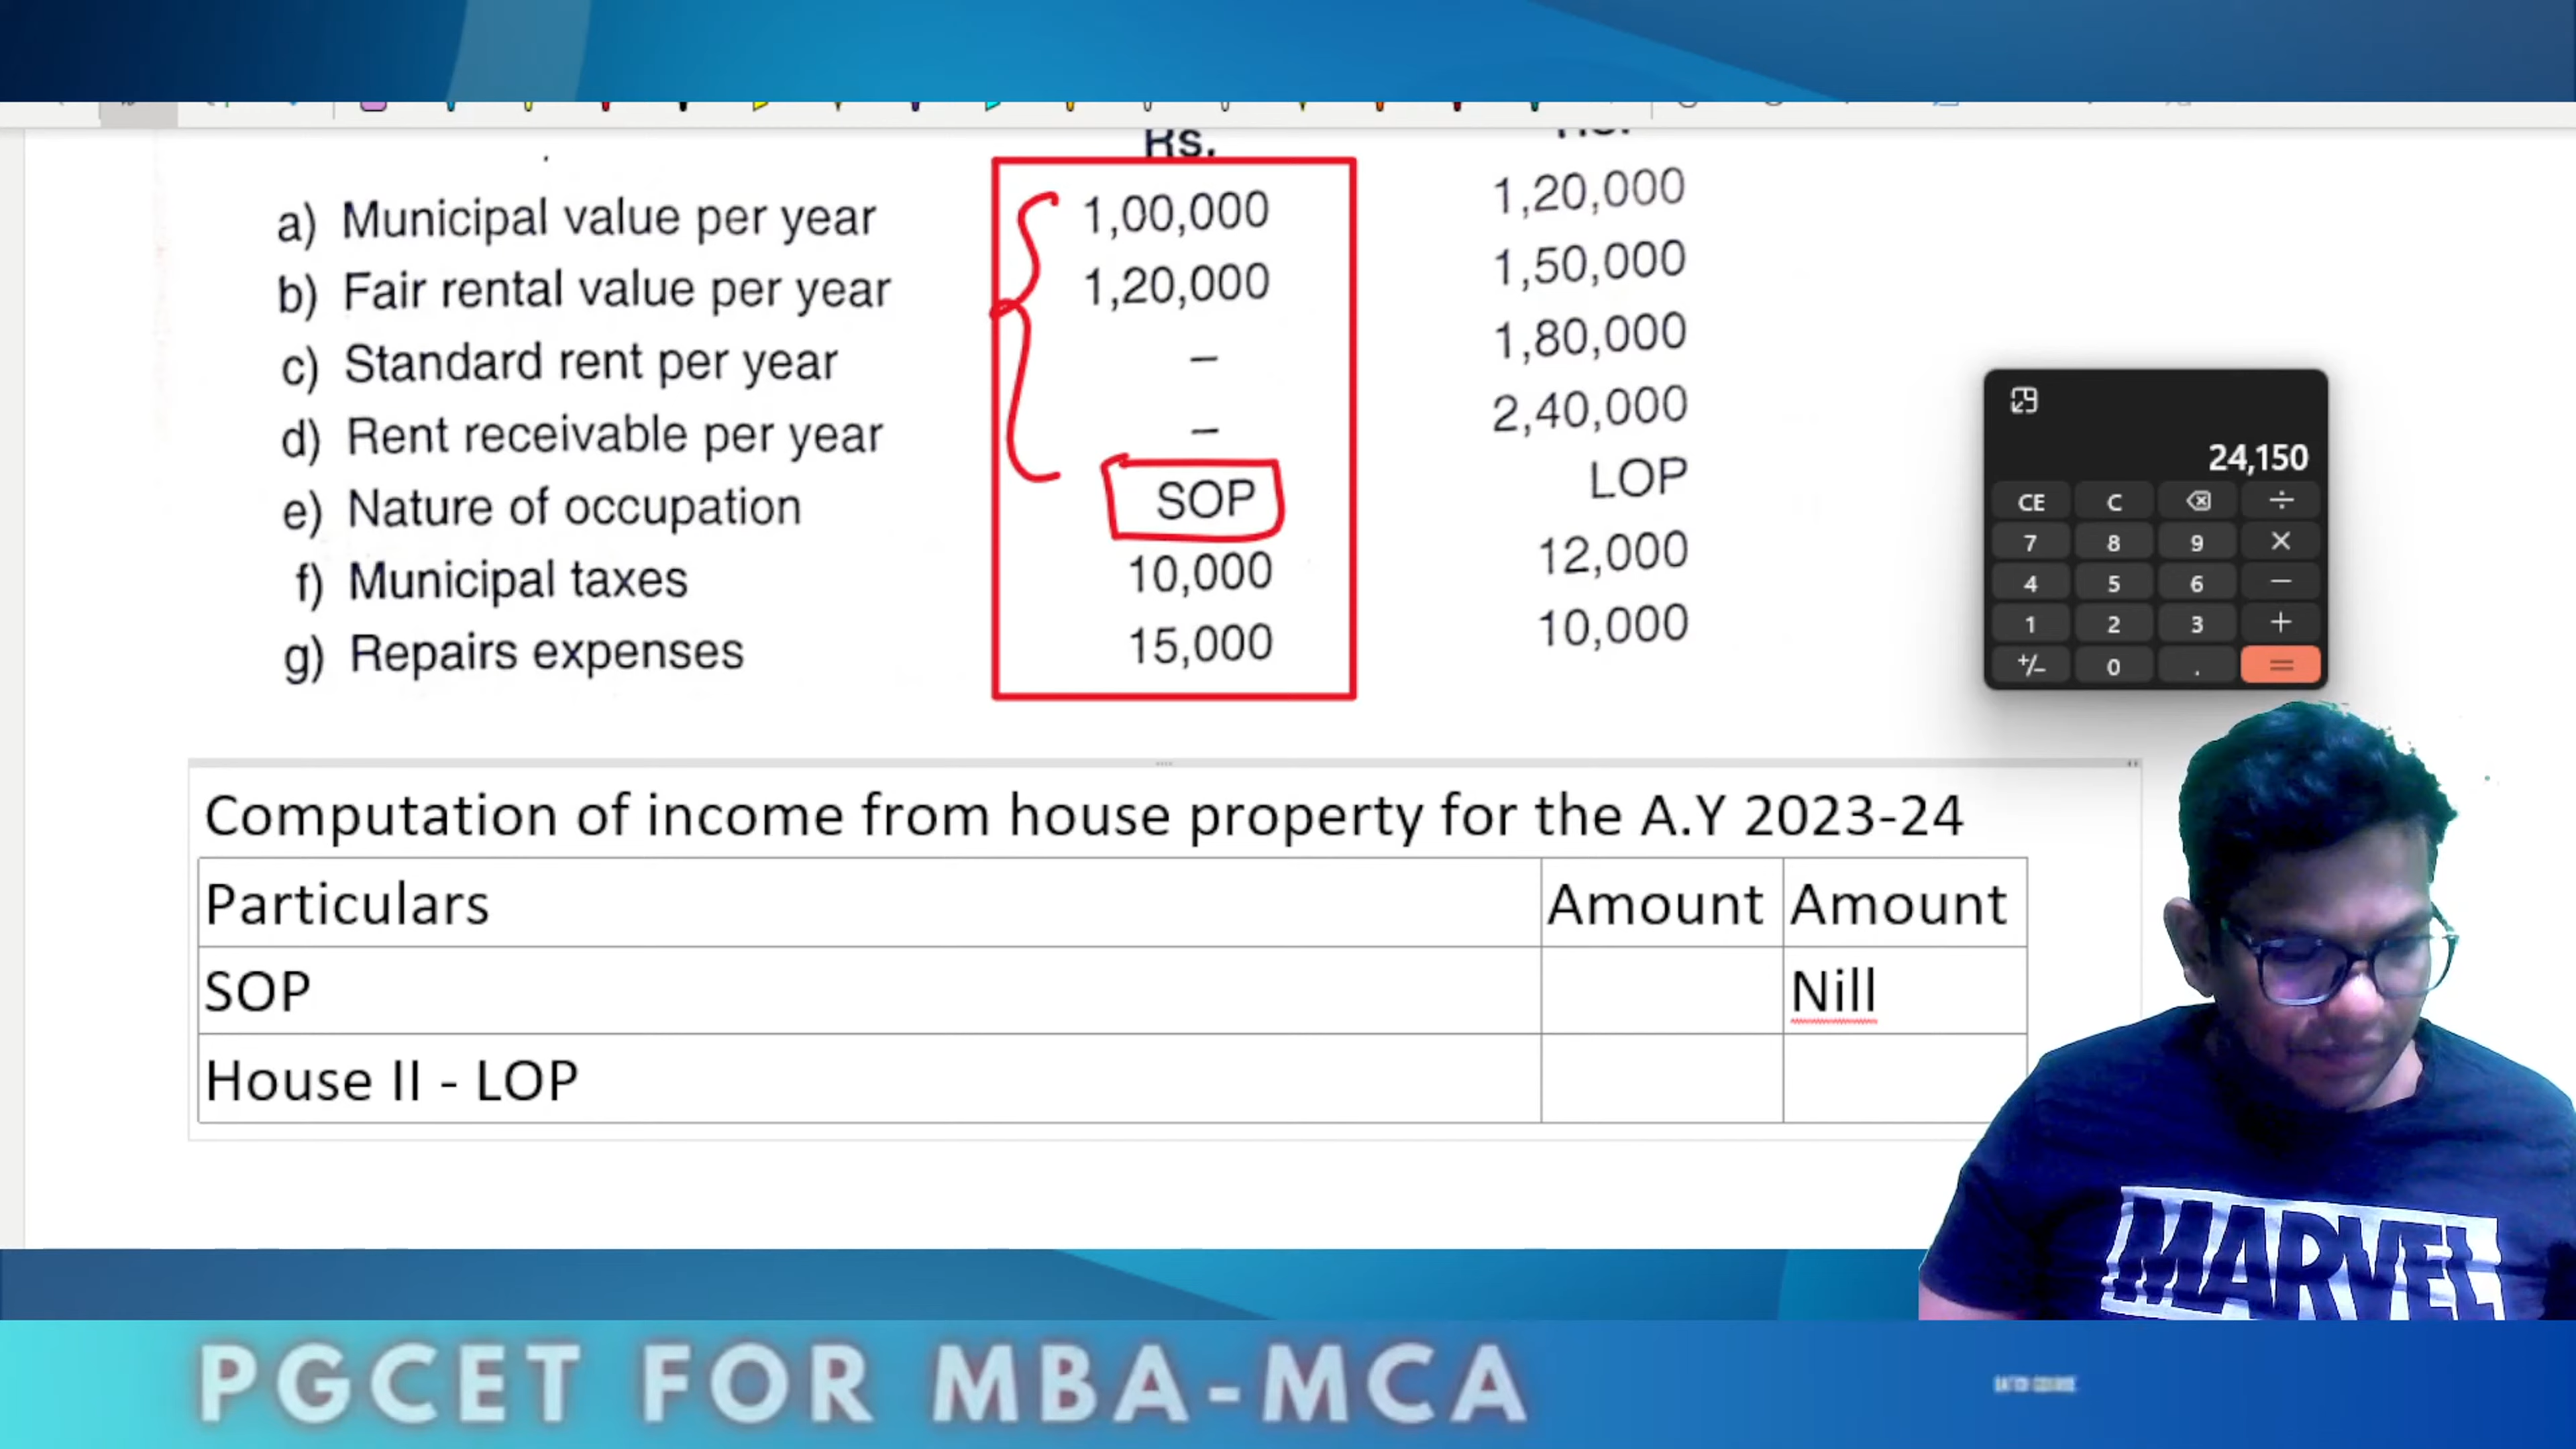 Rs.
a) Municipal value per year 1,00,000 1,20,000
b) Fair rental value per year 1,20,000 1,50,000
c) Standard rent per year – 1,80,000
d) Rent receivable per year – 2,40,000
e) Nature of occupation SOP LOP
f) Municipal taxes 10,000 12,000
g) Repairs expenses 15,000 10,000
24,150
CE C ÷
7 8 9 ×
4 5 6 −
1 2 3 +
+/− 0 . =
Computation of income from house property for the A.Y 2023-24
Particulars Amount Amount
SOP Nill
House II - LOP
MARVEL
PGCET FOR MBA-MCA